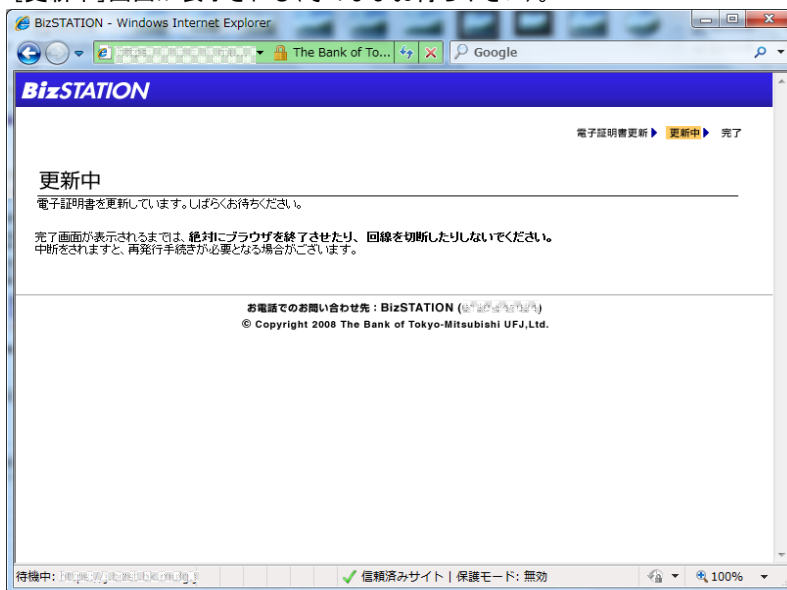 BizSTATION - Windows Internet Explorer
The Bank of To...
Google
BizSTATION
電子証明書更新 更新中 完了
更新中
電子証明書を更新しています。しばらくお待ちください。
完了画面が表示されるまでは、絶対にブラウザを終了させたり、回線を切断したりしないでください。
中断をされますと、再発行手続きが必要となる場合がございます。
お電話でのお問い合わせ先:BizSTATION (
© Copyright 2008 The Bank of Tokyo-Mitsubishi UFJ,Ltd.
待機中:
信頼済みサイト | 保護モード: 無効
100%